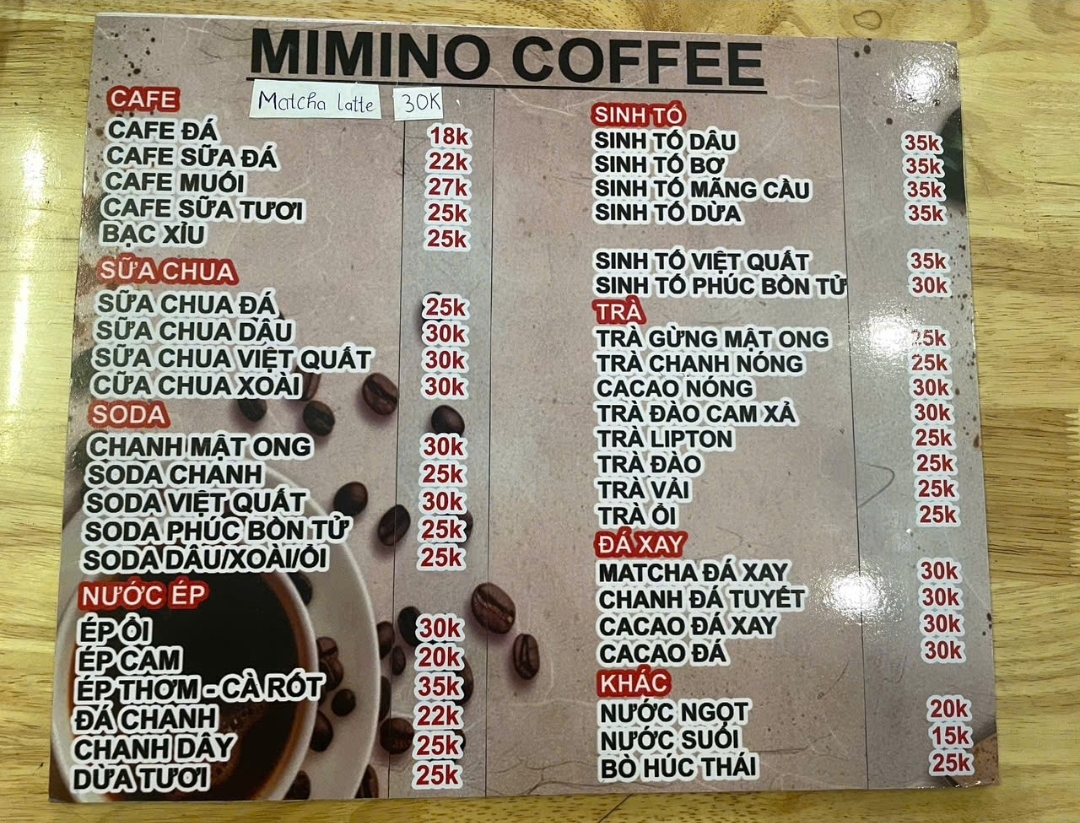 MIMINO COFFEE
Matcha Latte 30K
CAFE
CAFE ĐÁ 18k
CAFE SỮA ĐÁ 22k
CAFE MUỐI 27k
CAFE SỮA TƯƠI 25k
BẠC XỈU 25k
SỮA CHUA
SỮA CHUA ĐÁ 25k
SỮA CHUA DÂU 30k
SỮA CHUA VIỆT QUẤT 30k
CỮA CHUA XOÀI 30k
SODA
CHANH MẬT ONG 30k
SODA CHANH 25k
SODA VIỆT QUẤT 30k
SODA PHÚC BỒN TỬ 25k
SODA DÂU/XOÀI/ỔI 25k
NƯỚC ÉP
ÉP ỔI 30k
ÉP CAM 20k
ÉP THƠM - CÀ RỐT 35k
ĐÁ CHANH 22k
CHANH DÂY 25k
DỪA TƯƠI 25k
SINH TỐ
SINH TỐ DÂU 35k
SINH TỐ BƠ 35k
SINH TỐ MÃNG CẦU 35k
SINH TỐ DỪA 35k
SINH TỐ VIỆT QUẤT 35k
SINH TỐ PHÚC BỒN TỬ 30k
TRÀ
TRÀ GỪNG MẬT ONG 25k
TRÀ CHANH NÓNG 25k
CACAO NÓNG 30k
TRÀ ĐÀO CAM XẢ 30k
TRÀ LIPTON 25k
TRÀ ĐÀO 25k
TRÀ VẢI 25k
TRÀ ỔI 25k
ĐÁ XAY
MATCHA ĐÁ XAY 30k
CHANH ĐÁ TUYẾT 30k
CACAO ĐÁ XAY 30k
CACAO ĐÁ 30k
KHÁC
NƯỚC NGỌT 20k
NƯỚC SUỐI 15k
BÒ HÚC THÁI 25k